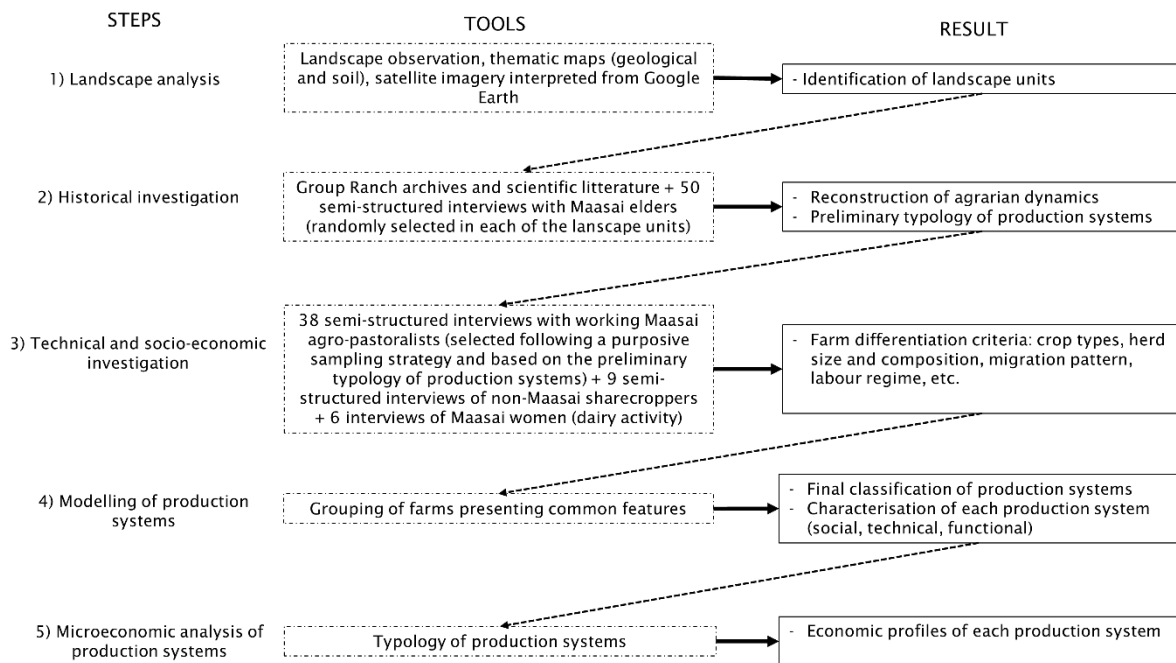 STEPS
TOOLS
RESULT
1) Landscape analysis
Landscape observation, thematic maps (geological
and soil), satellite imagery interpreted from Google
Earth
- Identification of landscape units
2) Historical investigation
Group Ranch archives and scientific litterature + 50
semi-structured interviews with Maasai elders
(randomly selected in each of the lanscape units)
- Reconstruction of agrarian dynamics
- Preliminary typology of production systems
3) Technical and socio-economic
investigation
38 semi-structured interviews with working Maasai
agro-pastoralists (selected following a purposive
sampling strategy and based on the preliminary
typology of production systems) + 9 semi-
structured interviews of non-Maasai sharecroppers
+ 6 interviews of Maasai women (dairy activity)
- Farm differentiation criteria: crop types, herd
size and composition, migration pattern,
labour regime, etc.
4) Modelling of production
systems
Grouping of farms presenting common features
- Final classification of production systems
- Characterisation of each production system
(social, technical, functional)
5) Microeconomic analysis of
production systems
Typology of production systems
- Economic profiles of each production system